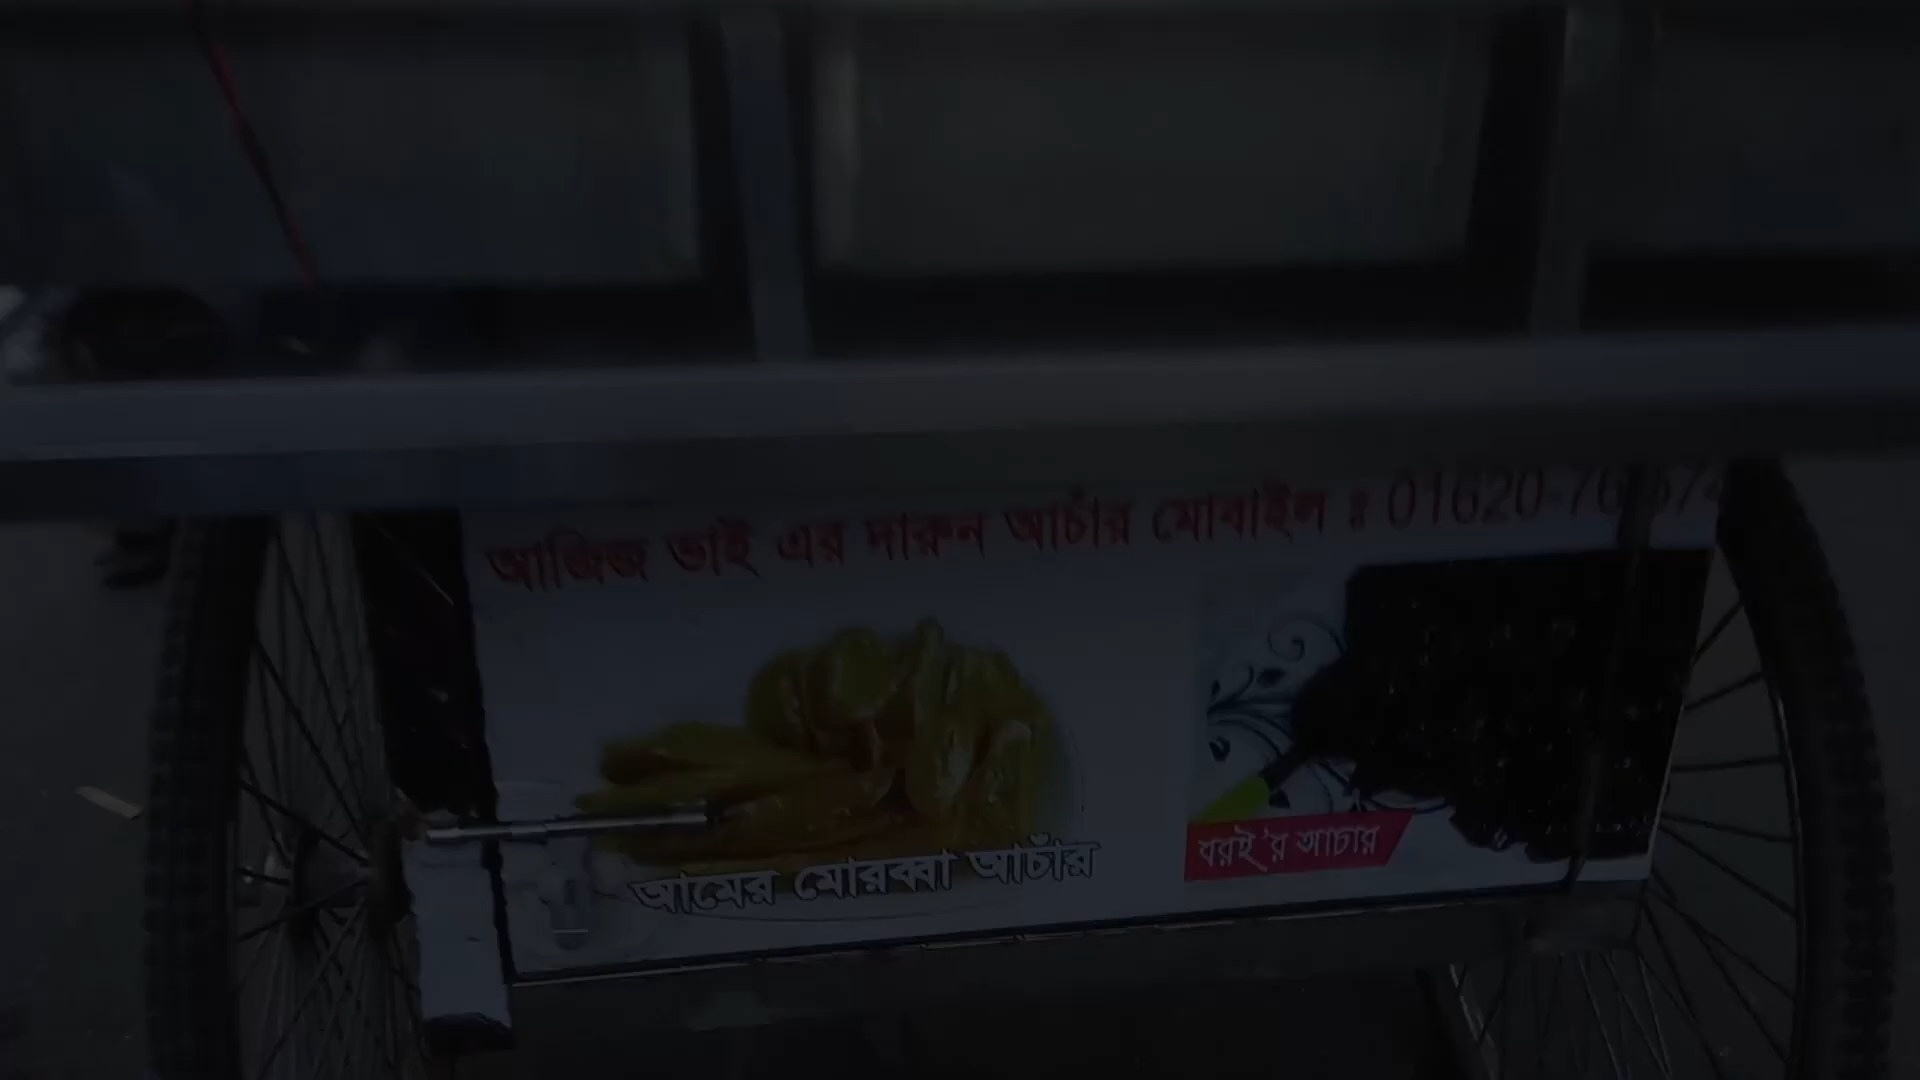 আজিজ ভাই এর দারুন আচাঁর মোবাইল ঃ 01620-76
আমের মোরব্বা আচাঁর
বরই'র আচার